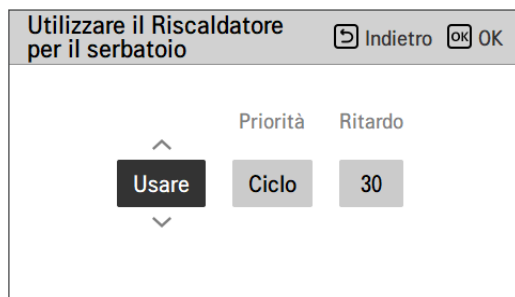 Utilizzare il Riscaldatore
per il serbatoio
Indietro OK OK
Priorità Ritardo
Usare Ciclo 30